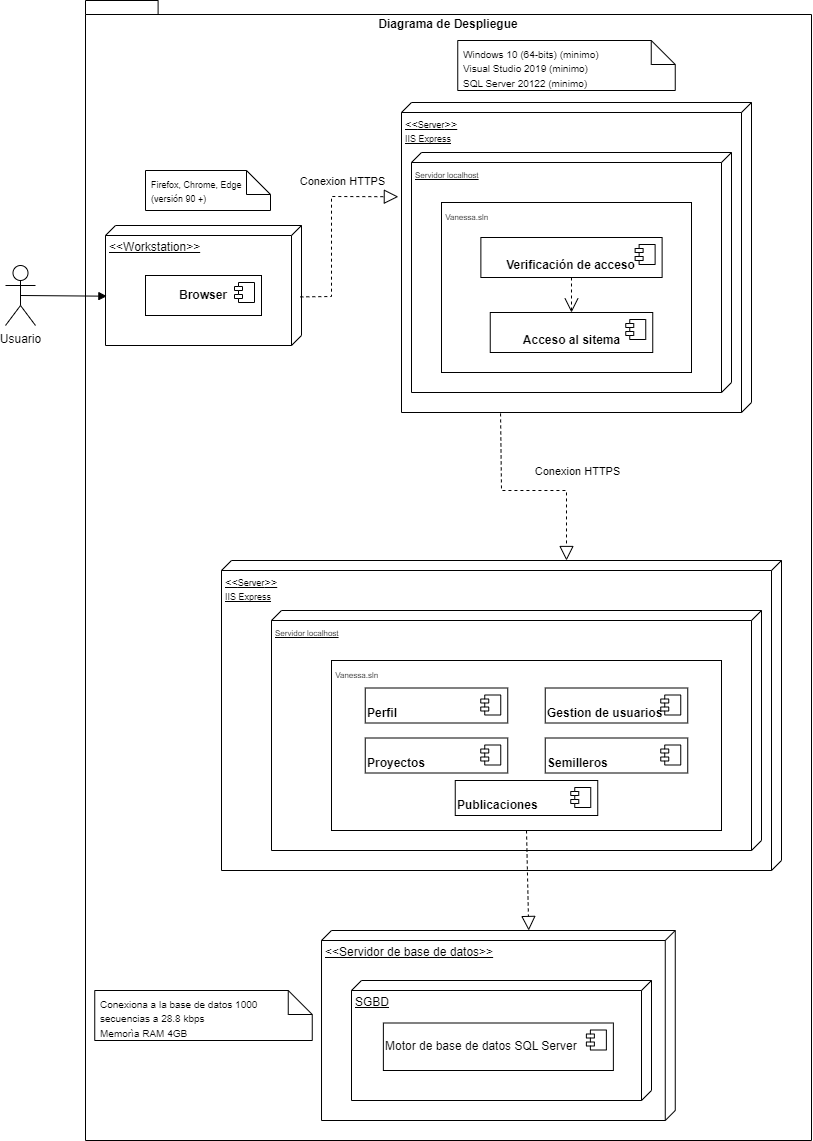 Diagrama de Despliegue
Windows 10 (64-bits) (minimo)
Visual Studio 2019 (minimo)
SQL Server 20122 (minimo)
<<Server>>
IIS Express
Servidor localhost
Vanessa.sln
Verificación de acceso
Acceso al sitema
Conexion HTTPS
Firefox, Chrome, Edge
(versión 90 +)
<<Workstation>>
Browser
Usuario
Conexion HTTPS
<<Server>>
IIS Express
Servidor localhost
Vanessa.sln
Perfil
Gestion de usuarios
Proyectos
Semilleros
Publicaciones
<<Servidor de base de datos>>
SGBD
Motor de base de datos SQL Server
Conexiona a la base de datos 1000
secuencias a 28.8 kbps
Memorìa RAM 4GB